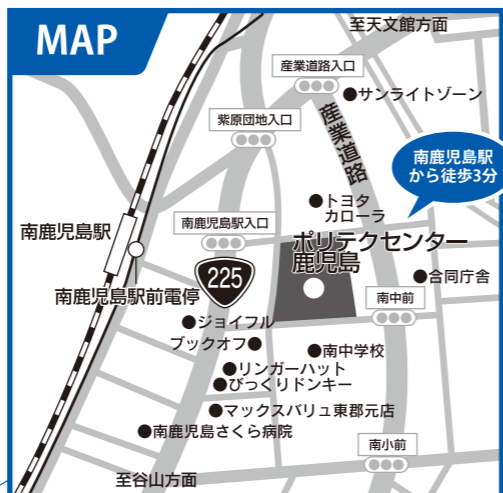 MAP
至天文館方面
産業道路入口
サンライトゾーン
紫原団地入口
産業道路
南鹿児島駅
から徒歩3分
トヨタ
カローラ
南鹿児島駅入口
南鹿児島駅
ポリテクセンター
鹿児島
225
合同庁舎
南鹿児島駅前電停
南中前
ジョイフル
ブックオフ
南中学校
リンガーハット
びっくりドンキー
マックスバリュ東郡元店
南鹿児島さくら病院
南小前
至谷山方面